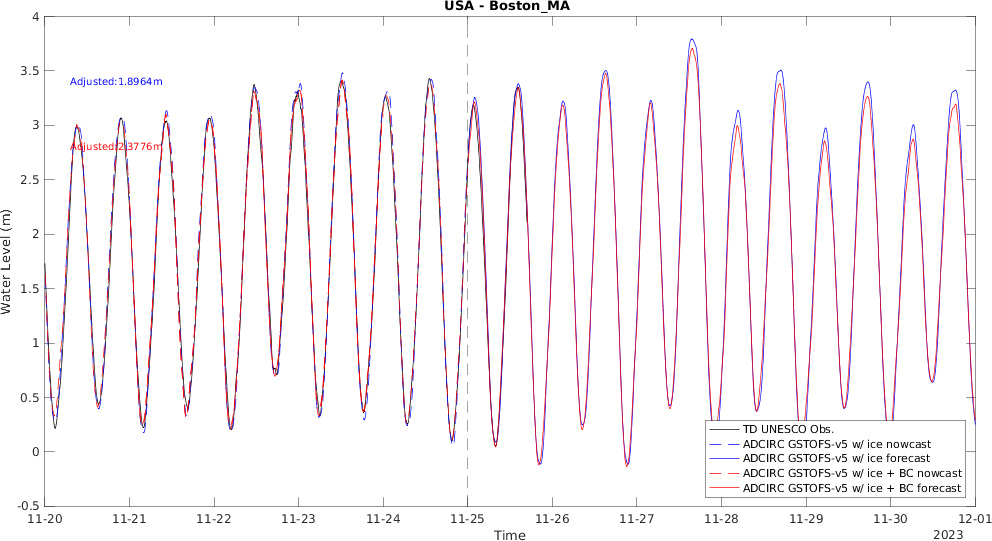 USA - Boston_MA
4
3.5
3
2.5
2
1.5
1
0.5
0
-0.5
Water Level (m)
Adjusted:1.8964m
Adjusted:2.3776m
TD UNESCO Obs.
ADCIRC GSTOFS-v5 w/ ice nowcast
ADCIRC GSTOFS-v5 w/ ice forecast
ADCIRC GSTOFS-v5 w/ ice + BC nowcast
ADCIRC GSTOFS-v5 w/ ice + BC forecast
11-20 11-21 11-22 11-23 11-24 11-25 11-26 11-27 11-28 11-29 11-30 12-01
Time
2023